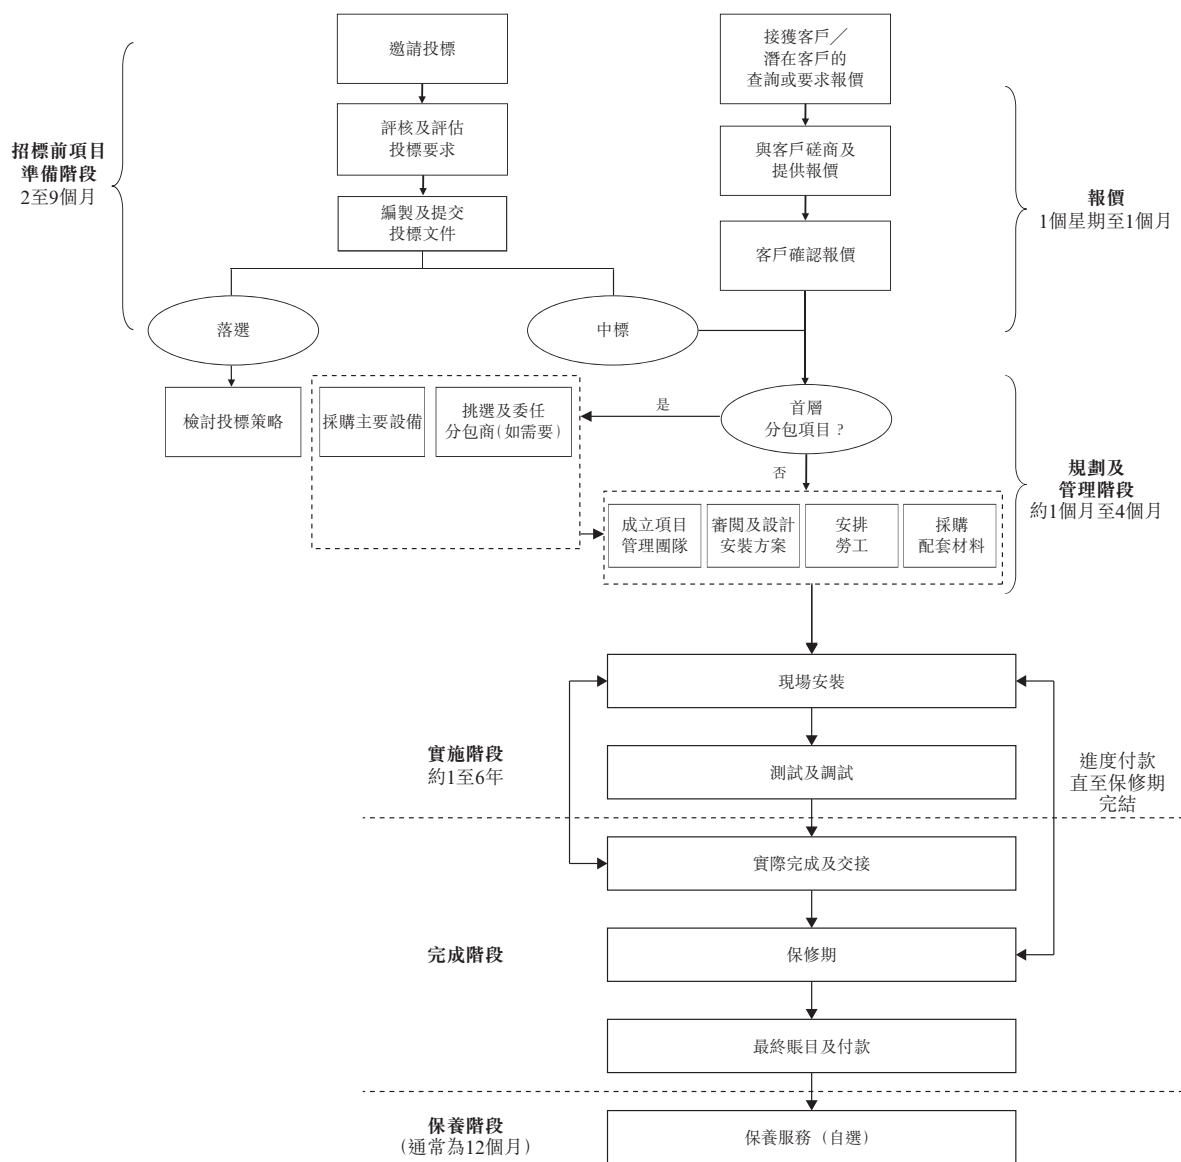 招標前項目
準備階段
2至9個月
邀請投標
評核及評估
投標要求
編製及提交
投標文件
落選
中標
檢討投標策略
接獲客戶／
潛在客戶的
查詢或要求報價
與客戶磋商及
提供報價
客戶確認報價
報價
1個星期至1個月
採購主要設備
挑選及委任
分包商(如需要)
是
首層
分包項目？
否
成立項目
管理團隊
審閱及設計
安裝方案
安排
勞工
採購
配套材料
規劃及
管理階段
約1個月至4個月
現場安裝
實施階段
約1至6年
測試及調試
進度付款
直至保修期
完結
實際完成及交接
完成階段
保修期
最終賬目及付款
保養階段
(通常為12個月)
保養服務（自選）